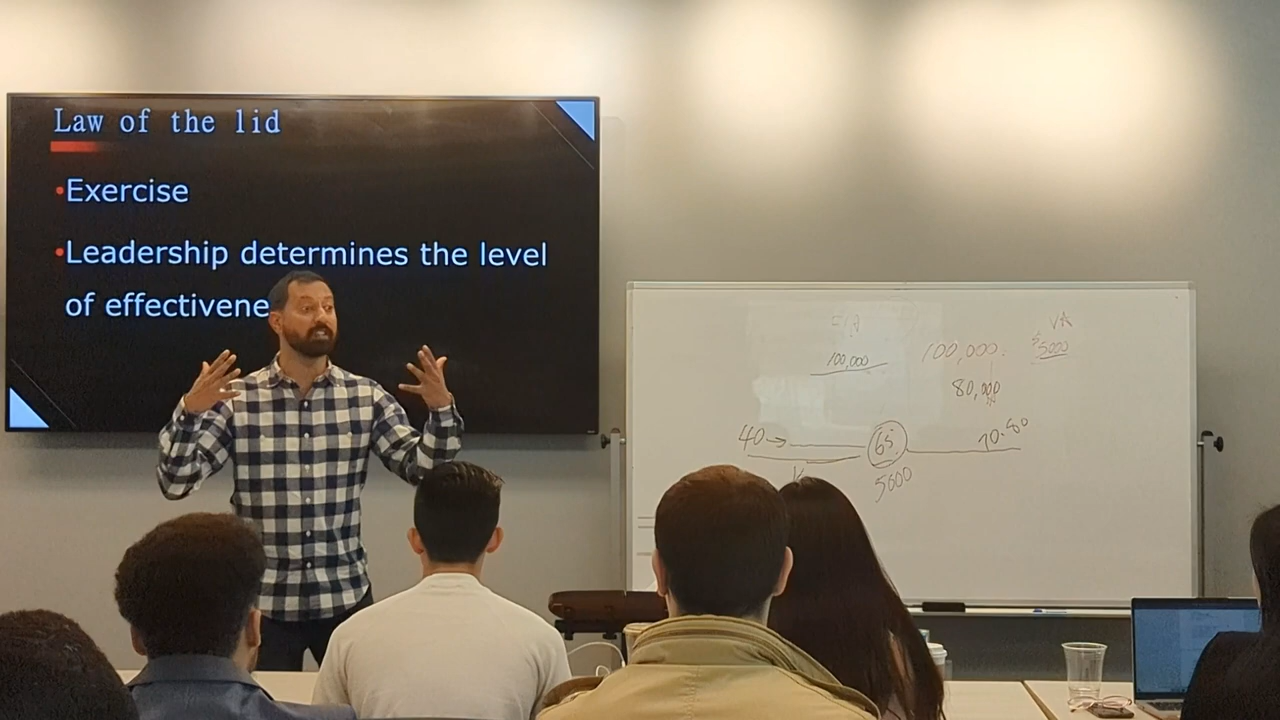 Law of the lid
•Exercise
•Leadership determines the level
of effectivene
VA
100,000
100,000.
$5000
80,000
40→
65
70.80
5000